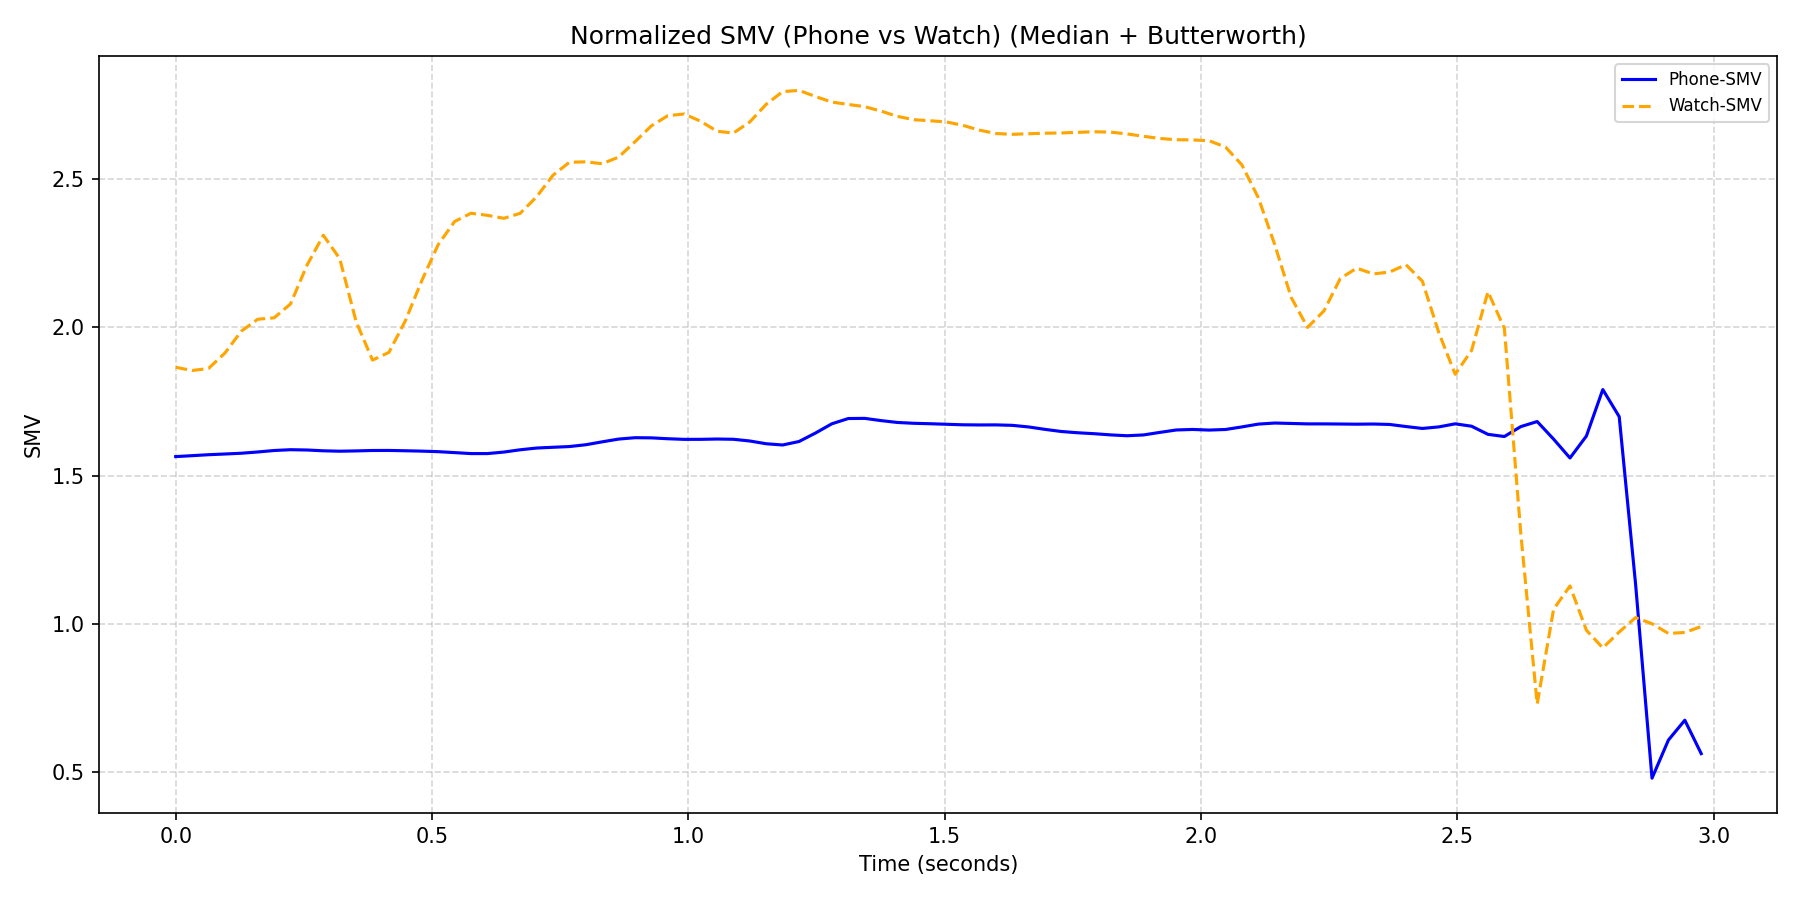 Normalized SMV (Phone vs Watch) (Median + Butterworth)
Phone-SMV
Watch-SMV
SMV
2.5
2.0
1.5
1.0
0.5
0.0 0.5 1.0 1.5 2.0 2.5 3.0
Time (seconds)